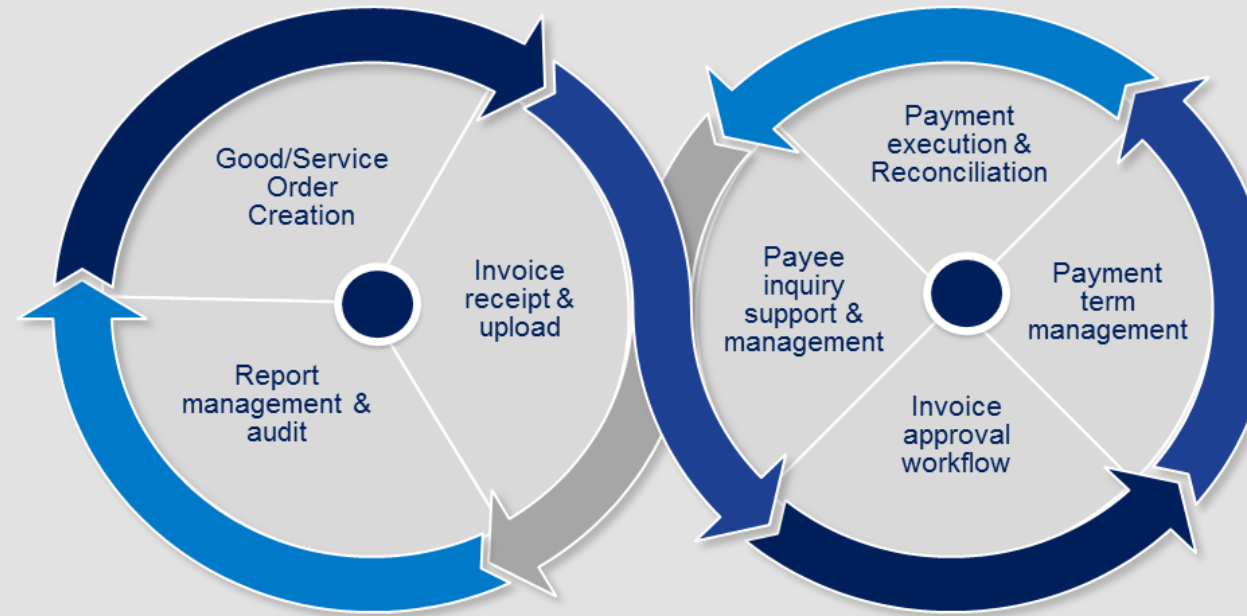 Good/Service
Order
Creation
Invoice
receipt &
upload
Report
management &
audit
Payment
execution &
Reconciliation
Payee
inquiry
support &
management
Payment
term
management
Invoice
approval
workflow